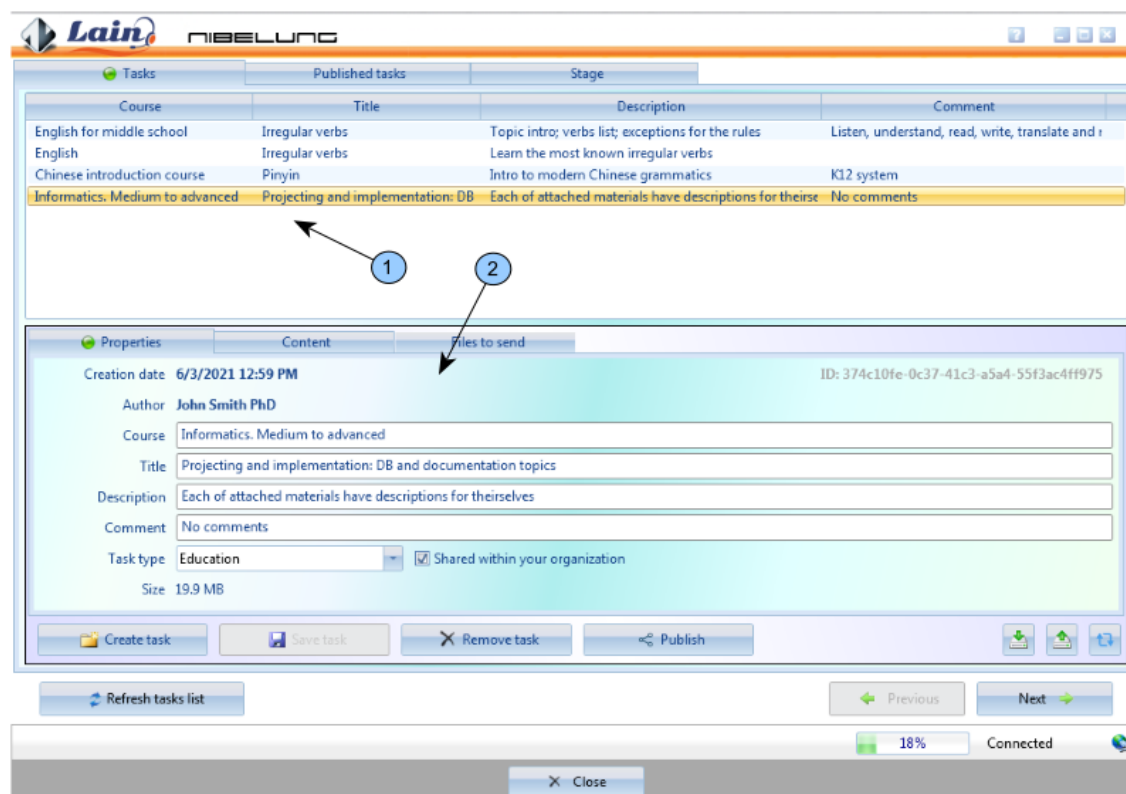 Lain NIBELUNG
Tasks Published tasks Stage
Course Title Description Comment
English for middle school Irregular verbs Topic intro; verbs list; exceptions for the rules Listen, understand, read, write, translate and
English Irregular verbs Learn the most known irregular verbs
Chinese introduction course Pinyin Intro to modern Chinese grammatics K12 system
Informatics. Medium to advanced Projecting and implementation: DB Each of attached materials have descriptions for theirse No comments
1 2
Properties Content Files to send
Creation date 6/3/2021 12:59 PM ID: 374c10fe-0c37-41c3-a5a4-55f3ac4ff975
Author John Smith PhD
Course Informatics. Medium to advanced
Title Projecting and implementation: DB and documentation topics
Description Each of attached materials have descriptions for theirselves
Comment No comments
Task type Education Shared within your organization
Size 19.9 MB
Create task Save task Remove task Publish
Refresh tasks list Previous Next
18% Connected
Close